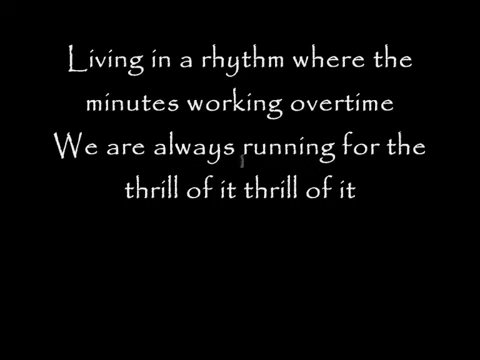 Living in a rhythm where the
minutes working overtime
We are always running for the
thrill of it thrill of it